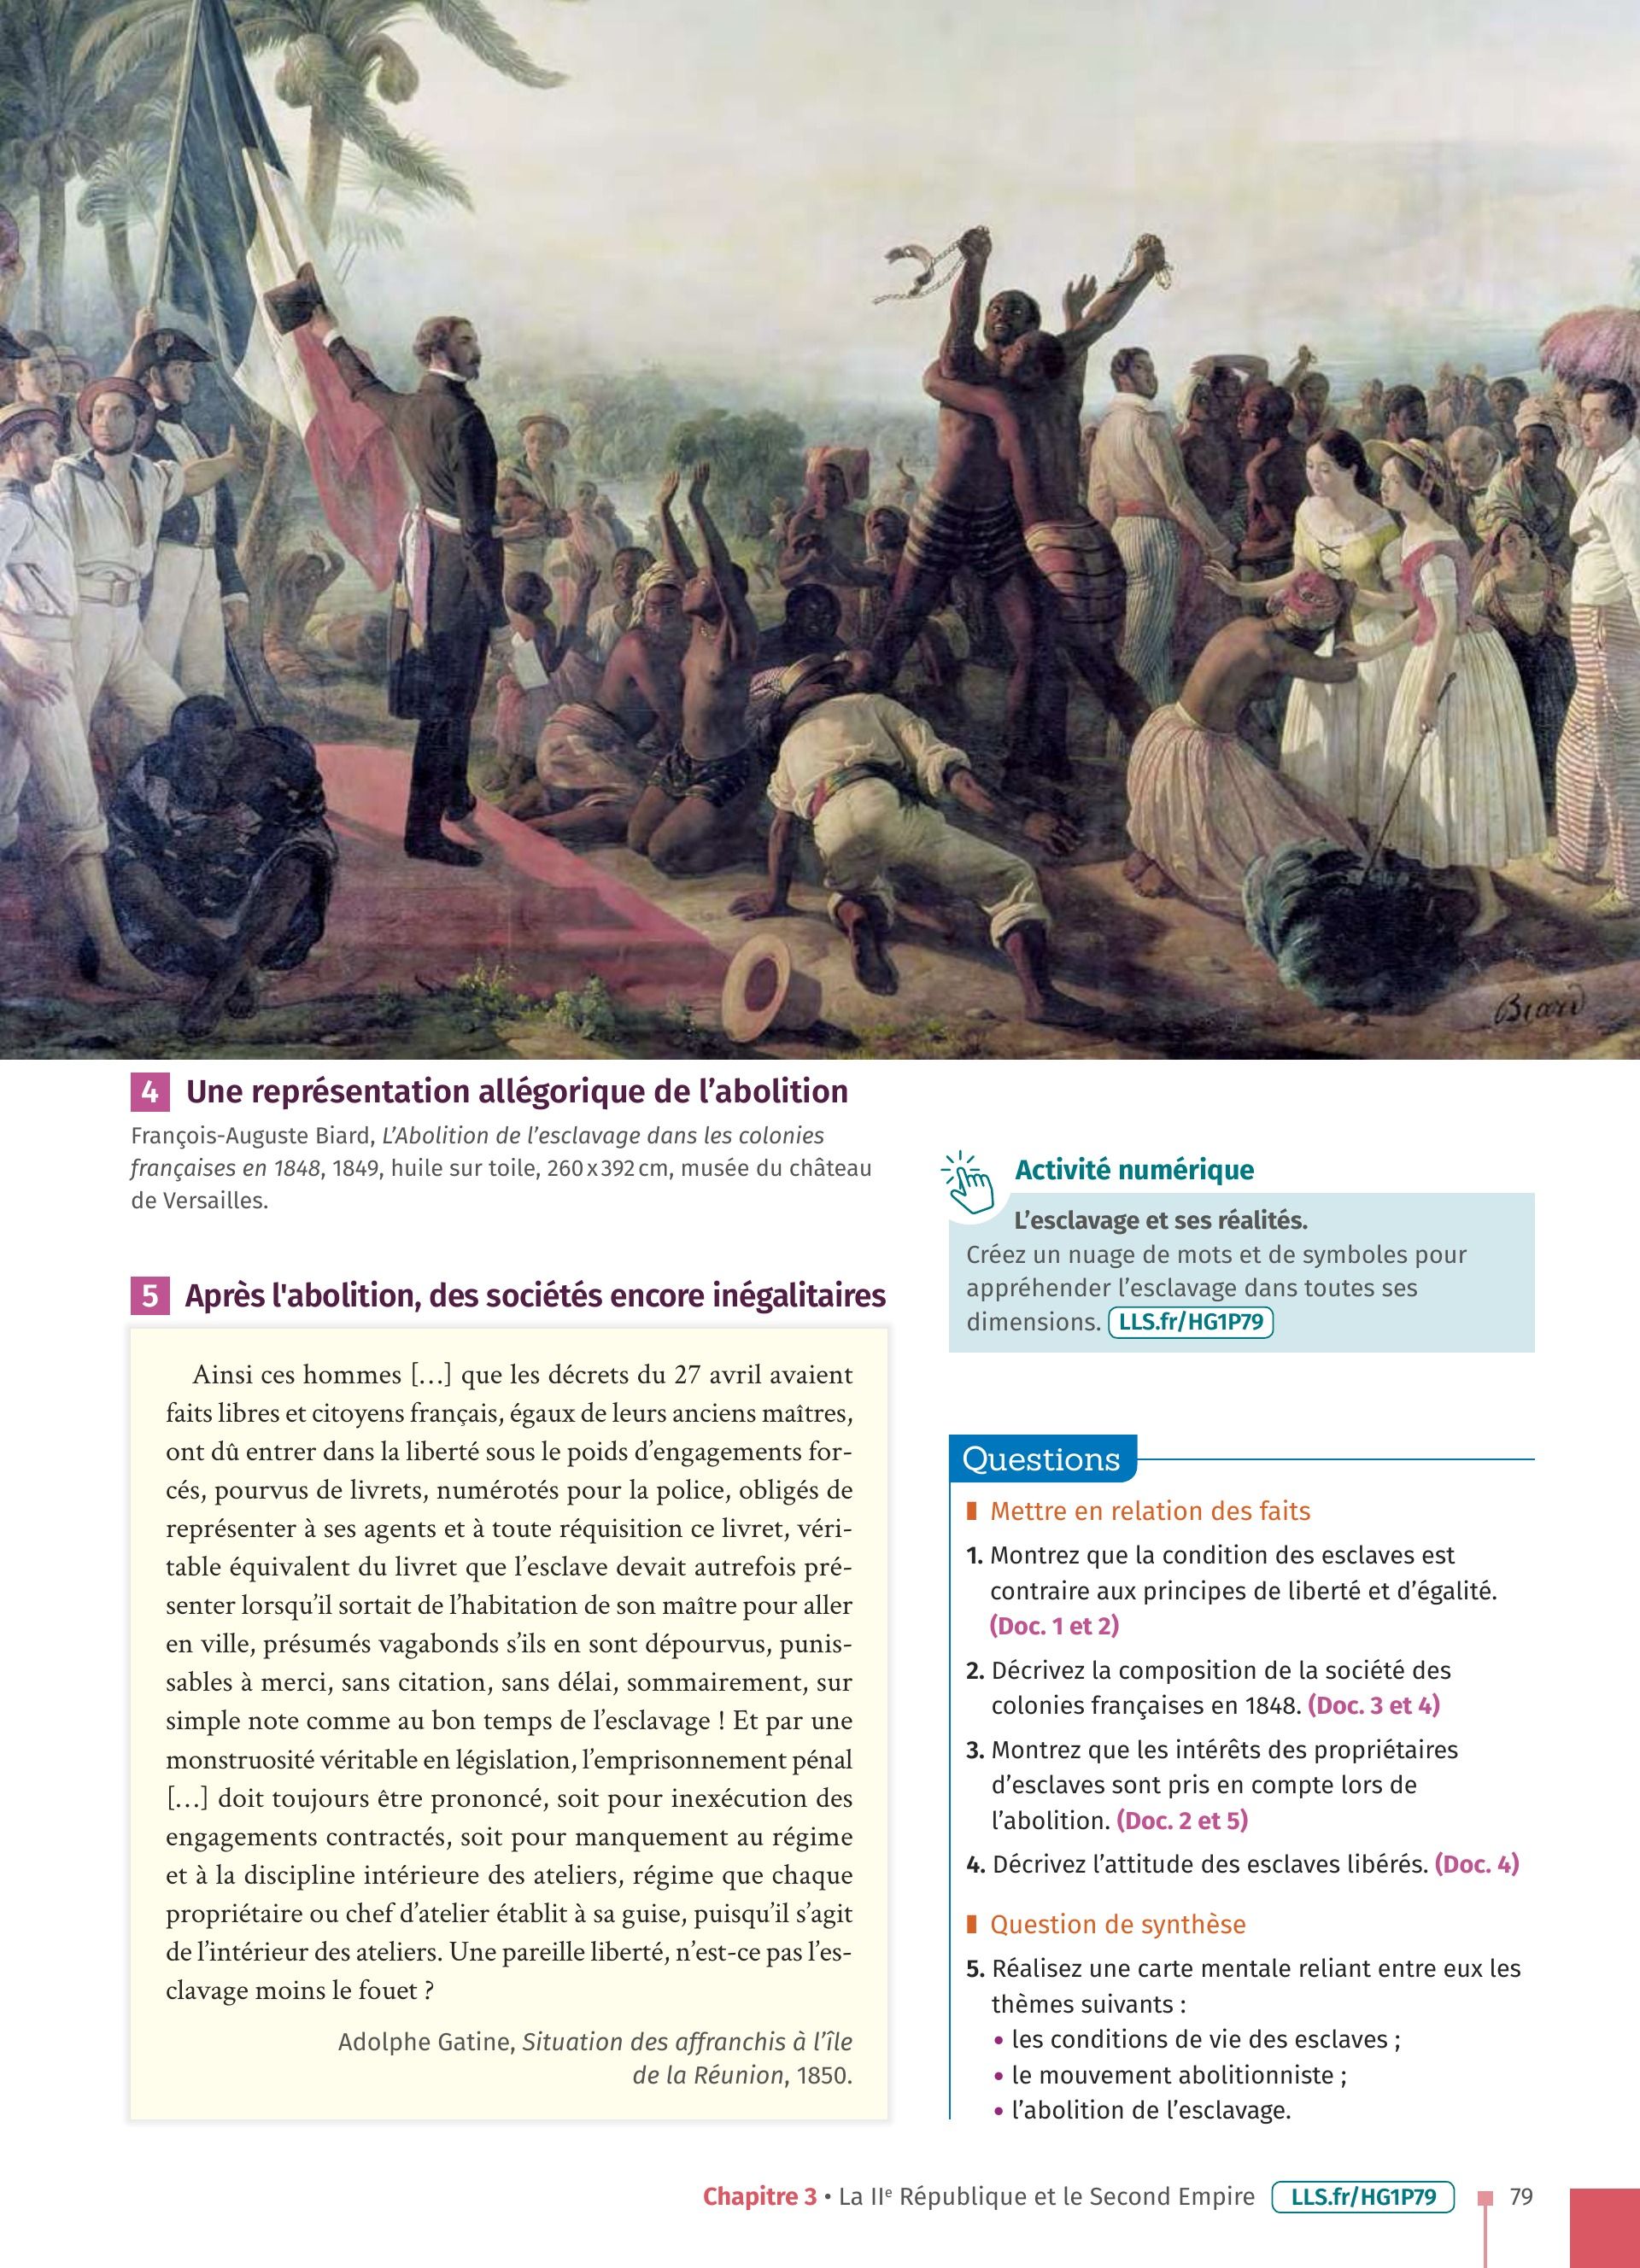 Biard
4 Une représentation allégorique de l’abolition
François-Auguste Biard, L’Abolition de l’esclavage dans les colonies
françaises en 1848, 1849, huile sur toile, 260 x 392 cm, musée du château
de Versailles.
5 Après l'abolition, des sociétés encore inégalitaires
Ainsi ces hommes […] que les décrets du 27 avril avaient
faits libres et citoyens français, égaux de leurs anciens maîtres,
ont dû entrer dans la liberté sous le poids d’engagements for-
cés, pourvus de livrets, numérotés pour la police, obligés de
représenter à ses agents et à toute réquisition ce livret, véri-
table équivalent du livret que l’esclave devait autrefois pré-
senter lorsqu’il sortait de l’habitation de son maître pour aller
en ville, présumés vagabonds s’ils en sont dépourvus, punis-
sables à merci, sans citation, sans délai, sommairement, sur
simple note comme au bon temps de l’esclavage ! Et par une
monstruosité véritable en législation, l’emprisonnement pénal
[…] doit toujours être prononcé, soit pour inexécution des
engagements contractés, soit pour manquement au régime
et à la discipline intérieure des ateliers, régime que chaque
propriétaire ou chef d’atelier établit à sa guise, puisqu’il s’agit
de l’intérieur des ateliers. Une pareille liberté, n’est-ce pas l’es-
clavage moins le fouet ?
Adolphe Gatine, Situation des affranchis à l’île
de la Réunion, 1850.
Activité numérique
L’esclavage et ses réalités.
Créez un nuage de mots et de symboles pour
appréhender l’esclavage dans toutes ses
dimensions. LLS.fr/HG1P79
Questions
Mettre en relation des faits
1. Montrez que la condition des esclaves est
contraire aux principes de liberté et d’égalité.
(Doc. 1 et 2)
2. Décrivez la composition de la société des
colonies françaises en 1848. (Doc. 3 et 4)
3. Montrez que les intérêts des propriétaires
d’esclaves sont pris en compte lors de
l’abolition. (Doc. 2 et 5)
4. Décrivez l’attitude des esclaves libérés. (Doc. 4)
Question de synthèse
5. Réalisez une carte mentale reliant entre eux les
thèmes suivants :
• les conditions de vie des esclaves ;
• le mouvement abolitionniste ;
• l’abolition de l’esclavage.
Chapitre 3 • La IIe République et le Second Empire LLS.fr/HG1P79 79